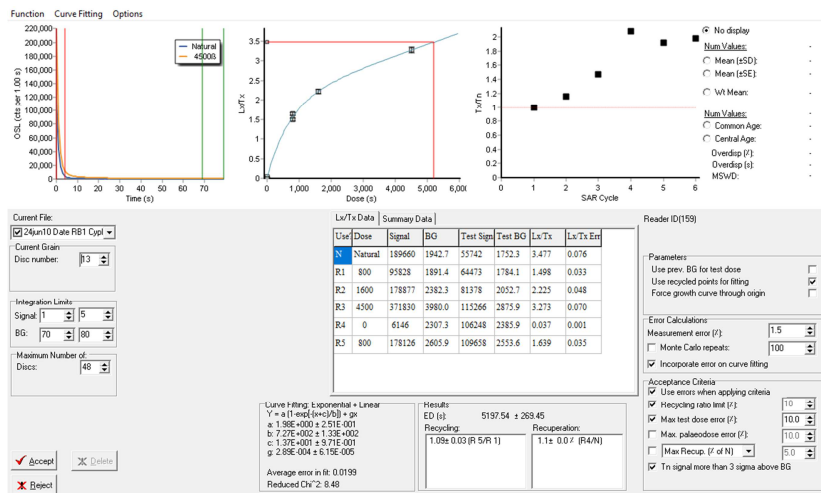 Function Curve Fitting Options
220,000
200,000
180,000
160,000
140,000
120,000
100,000
80,000
60,000
40,000
20,000
0
OSL (cts per 1.00 s)
Natural
4500B
0 10 20 30 40 50 60 70
Time (s)
3.5
3
2.5
2
1.5
1
0.5
0
Lx/Tx
0 1,000 2,000 3,000 4,000 5,000 6,000
Dose (s)
2
1.8
1.6
1.4
1.2
1
0.8
0.6
0.4
0.2
0
Tx/Tn
0 1 2 3 4 5 6
SAR Cycle
No display
Num Values: -
Mean (±SD): -
Mean (±SE): -
Wt Mean: -
Num Values: -
Common Age: -
Central Age: -
Overdisp (%): -
Overdisp (s): -
MSWD: -
Current File:
24jun10 Date RB1 Cypl
Current Grain
Disc number: 13
Integration Limits
Signal: 1 5
BG: 70 80
Maximum Number of:
Discs: 48
Accept Delete
Reject
Lx/Tx Data Summary Data
Use? Dose Signal BG Test Sign Test BG Lx/Tx Lx/Tx Err
N Natural 189660 1942.7 55742 1752.3 3.477 0.076
R1 800 95828 1891.4 64473 1784.1 1.498 0.033
R2 1600 178877 2382.3 81378 2052.7 2.225 0.048
R3 4500 371830 3980.0 115266 2875.9 3.273 0.070
R4 0 6146 2307.3 106248 2385.9 0.037 0.001
R5 800 178126 2605.9 109658 2553.6 1.639 0.035
Curve Fitting: Exponential + Linear
Y = a (1-exp[-(x+c)/b]) + gx
a: 1.98E+000 ± 2.51E-001
b: 7.27E+002 ± 1.33E+002
c: 1.37E+001 ± 9.71E-001
g: 2.89E-004 ± 6.15E-005
Average error in fit: 0.0199
Reduced Chi^2: 8.48
Results
ED (s): 5197.54 ± 269.45
Recycling: Recuperation:
1.09± 0.03 (R 5/R 1) 1.1± 0.0 % (R4/N)
Reader ID(159)
Parameters
Use prev. BG for test dose
Use recycled points for fitting
Force growth curve through origin
Error Calculations
Measurement error (%): 1.5
Monte Carlo repeats: 100
Incorporate error on curve fitting
Acceptance Criteria
Use errors when applying criteria
Recycling ratio limit (%): 10
Max test dose error (%): 10.0
Max. palaeodose error (%): 10.0
Max Recup. (% of N) 5.0
Tn signal more than 3 sigma above BG